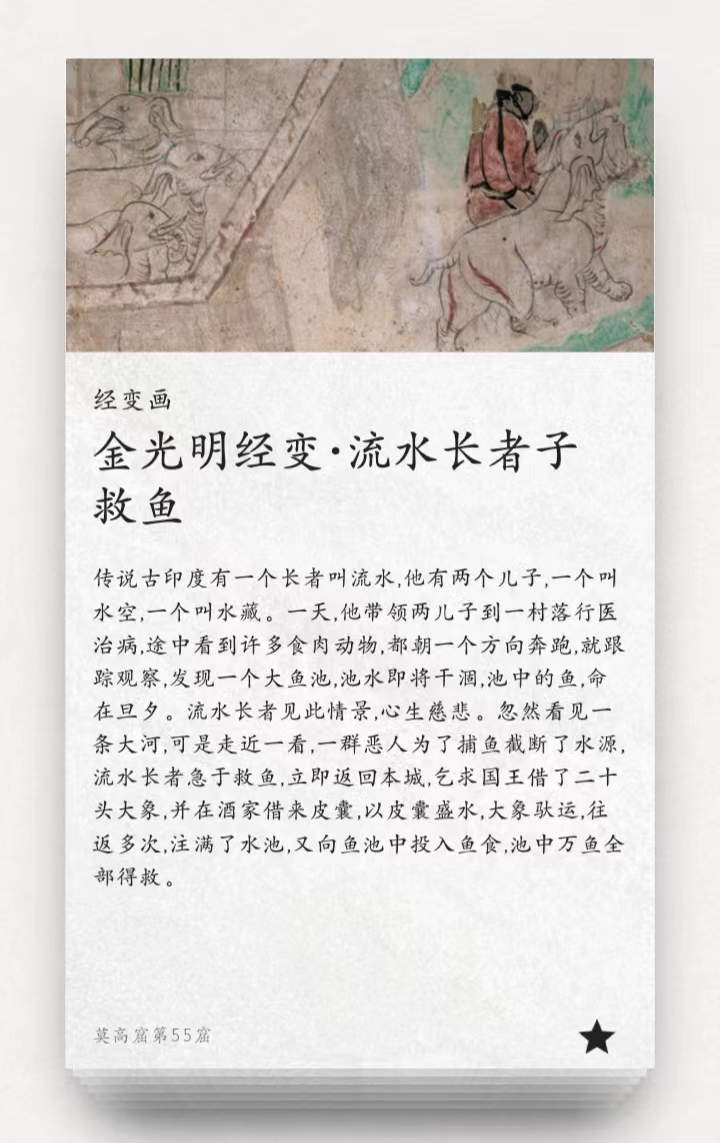 经变画
金光明经变·流水长者子
救鱼
传说古印度有一个长者叫流水,他有两个儿子,一个叫
水空,一个叫水藏。一天,他带领两儿子到一村落行医
治病,途中看到许多食肉动物,都朝一个方向奔跑,就跟
踪观察,发现一个大鱼池,池水即将干涸,池中的鱼,命
在旦夕。流水长者见此情景,心生慈悲。忽然看见一
条大河,可是走近一看,一群恶人为了捕鱼截断了水源,
流水长者急于救鱼,立即返回本城,乞求国王借了二十
头大象,并在酒家借来皮囊,以皮囊盛水,大象驮运,往
返多次,注满了水池,又向鱼池中投入鱼食,池中万鱼全
部得救。
莫高窟第55窟